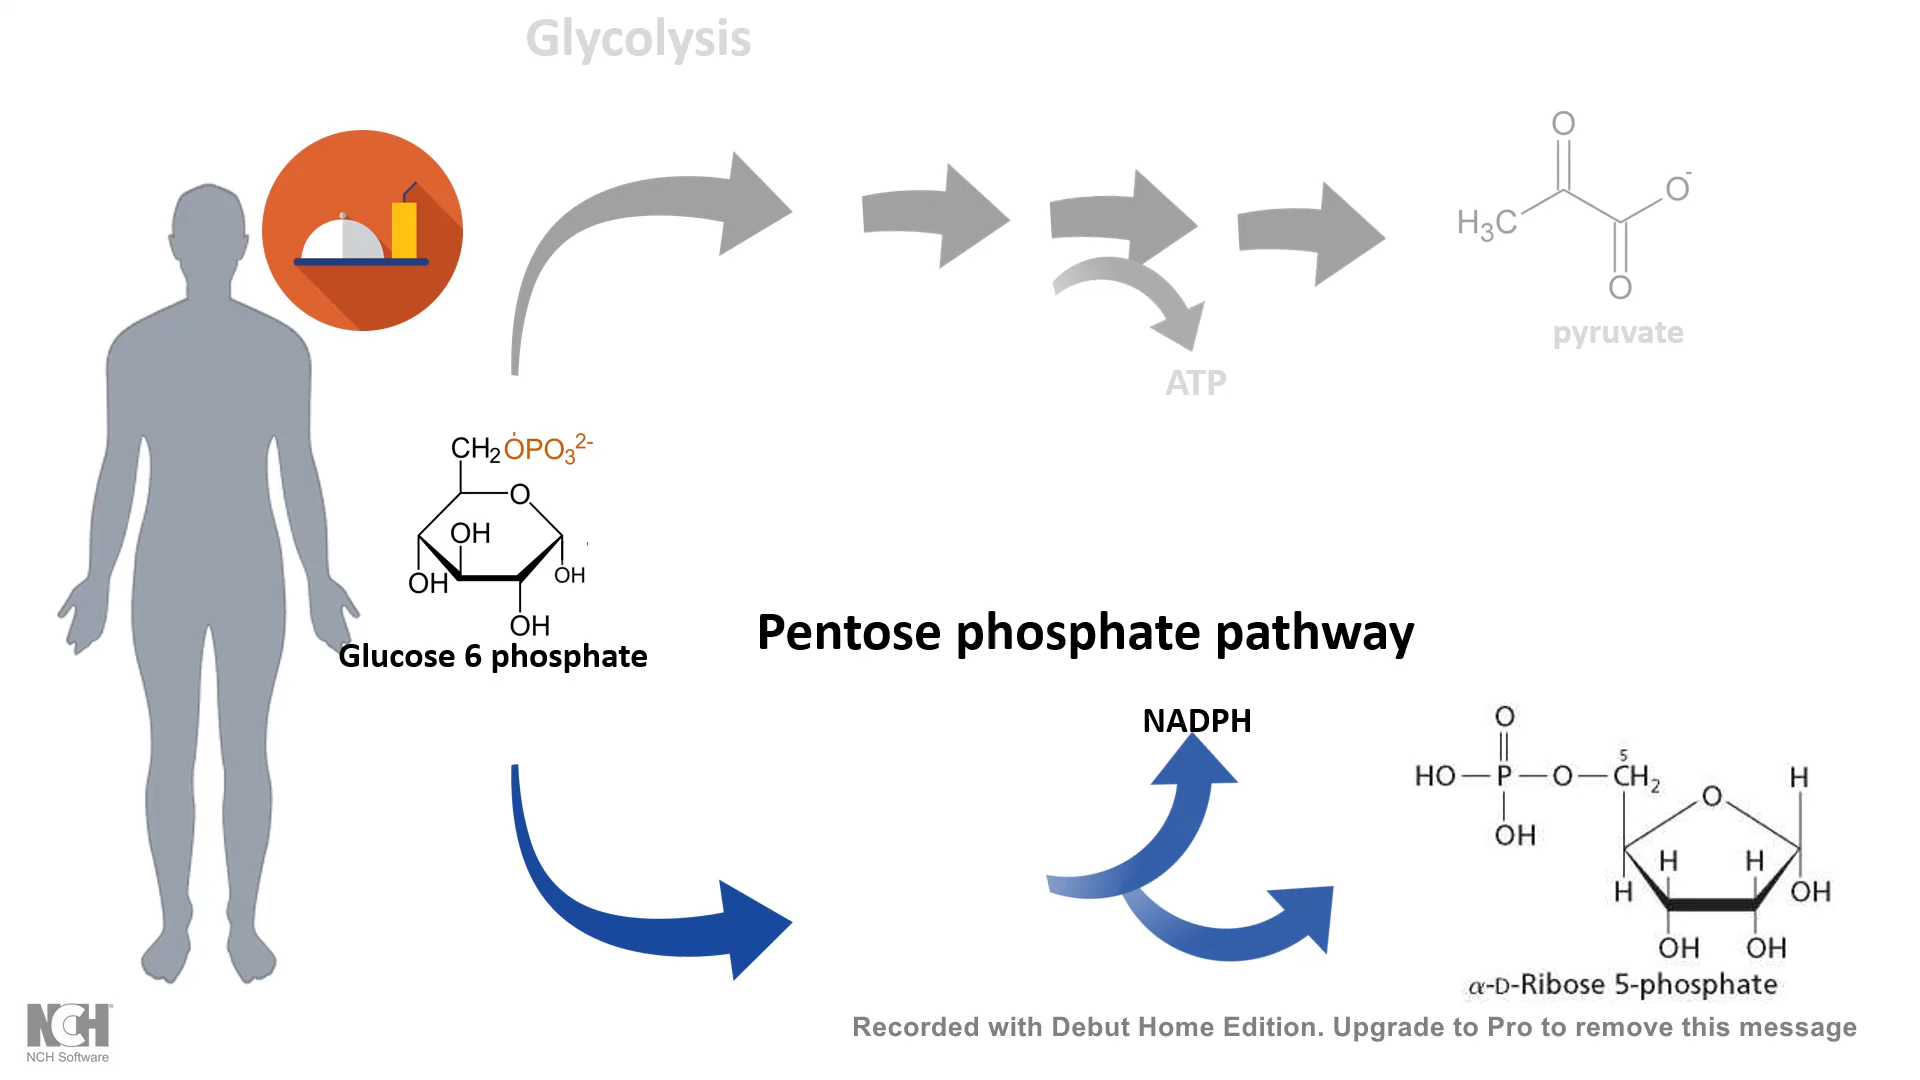 Glycolysis
O
O-
H3C
O
pyruvate
ATP
CH2OPO3 2-
O
OH
OH
OH
OH
Glucose 6 phosphate
Pentose phosphate pathway
NADPH
O
5
HO P O CH2
O
H
OH
H
H
H
OH
OH
OH
α-D-Ribose 5-phosphate
NCH
NCH Software
Recorded with Debut Home Edition. Upgrade to Pro to remove this message